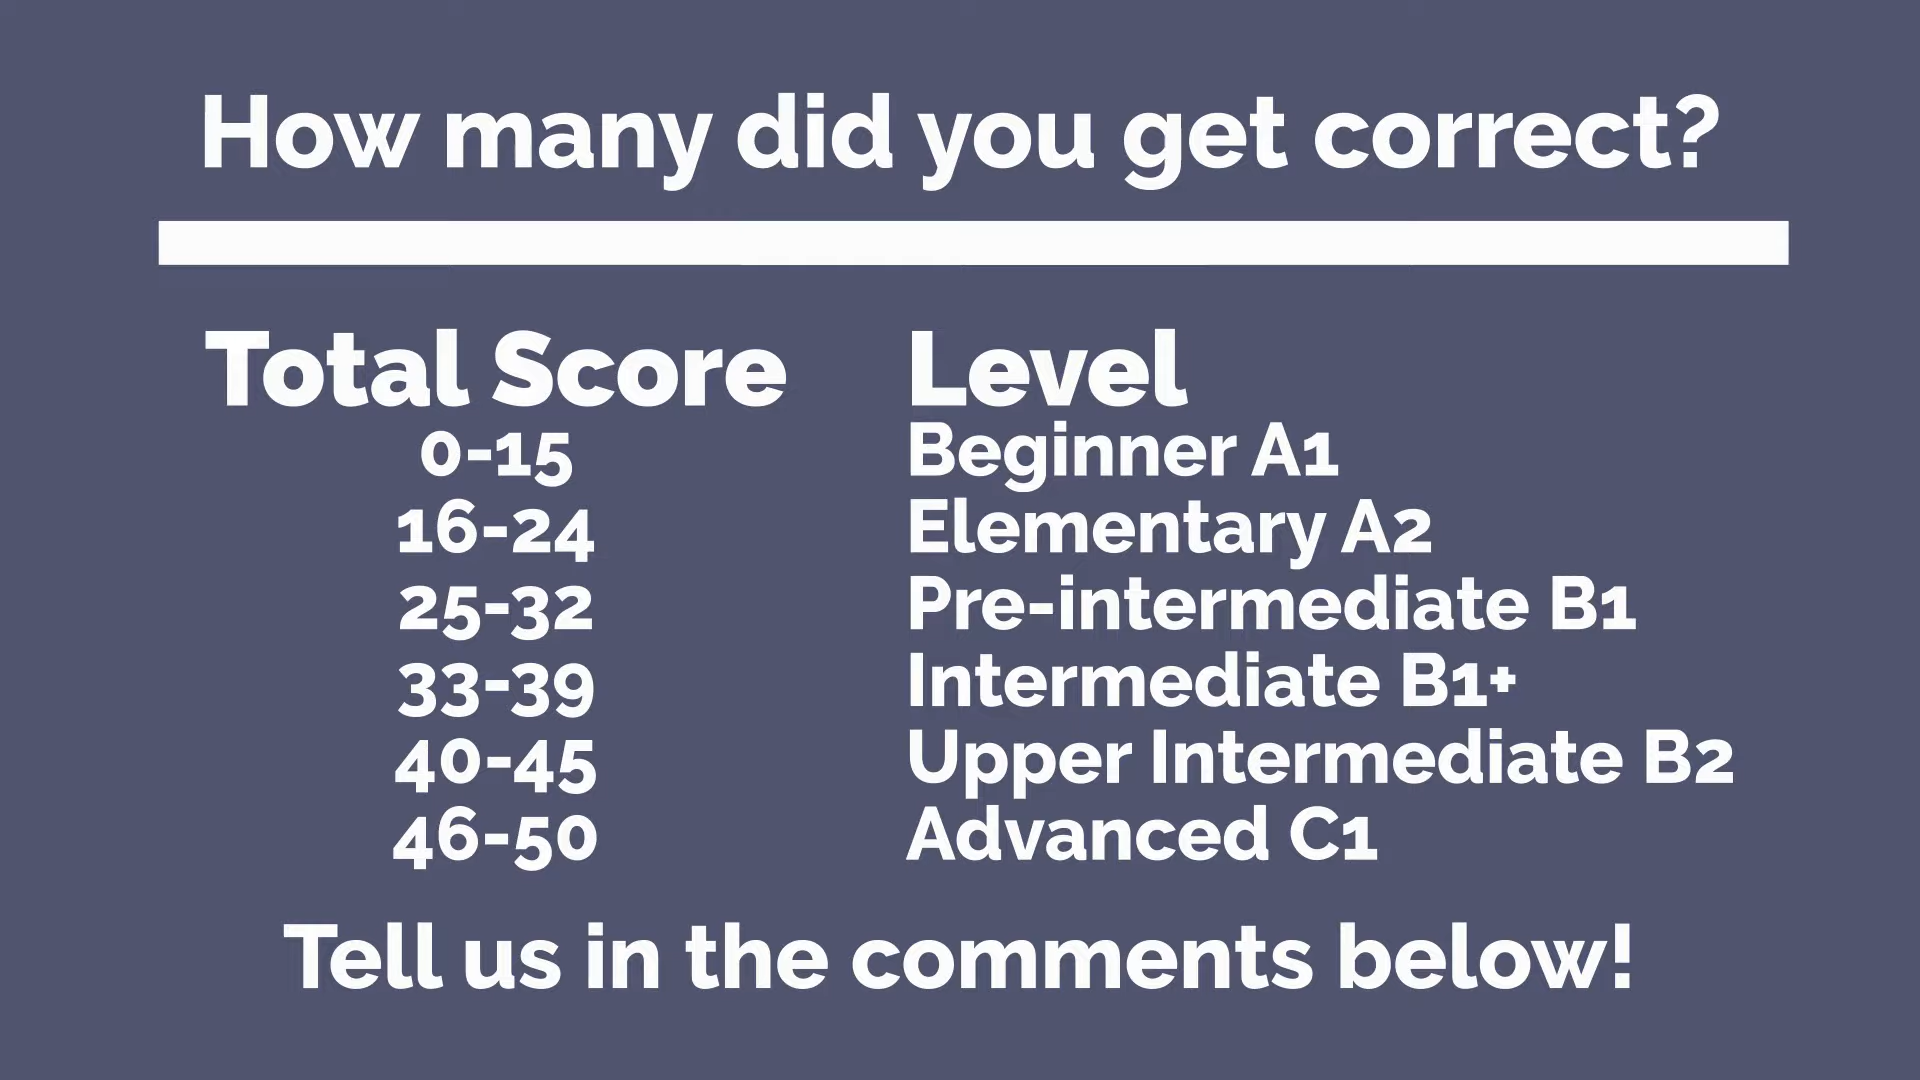 How many did you get correct?
Total Score Level
0-15 Beginner A1
16-24 Elementary A2
25-32 Pre-intermediate B1
33-39 Intermediate B1+
40-45 Upper Intermediate B2
46-50 Advanced C1
Tell us in the comments below!